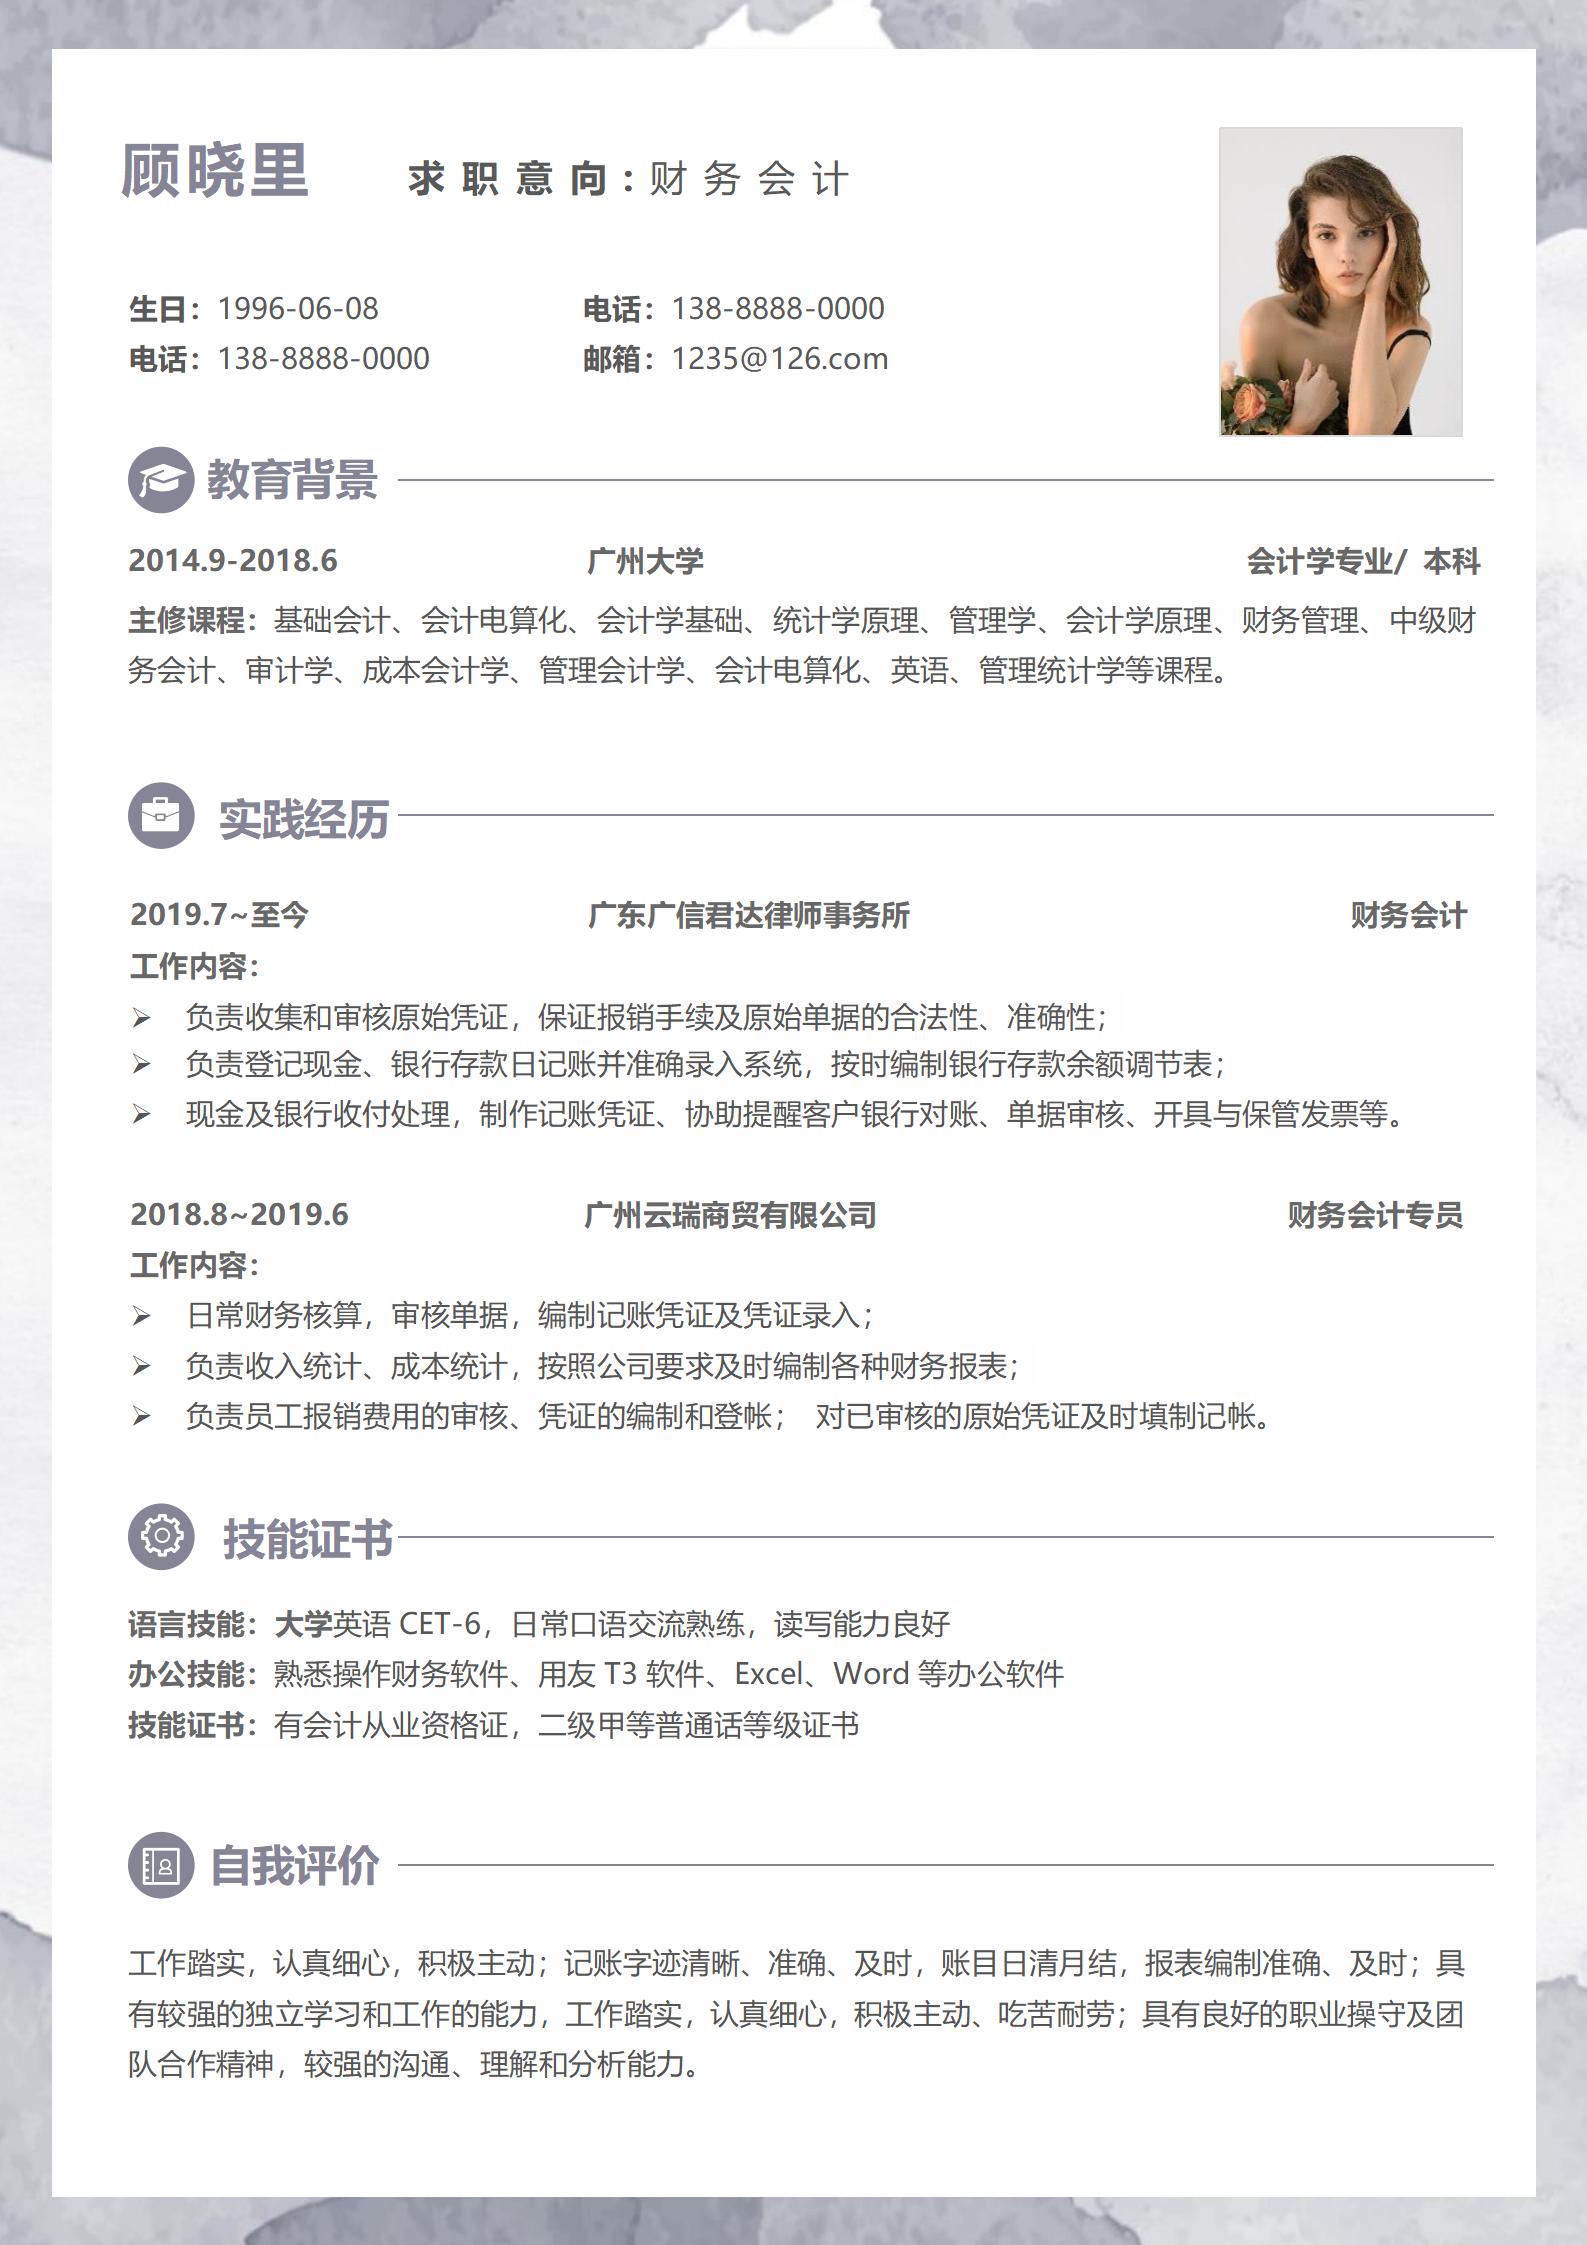 顾晓里 求职意向:财务会计
生日：1996-06-08 电话：138-8888-0000
电话：138-8888-0000 邮箱：1235@126.com
教育背景
2014.9-2018.6 广州大学 会计学专业/ 本科
主修课程：基础会计、会计电算化、会计学基础、统计学原理、管理学、会计学原理、财务管理、中级财
务会计、审计学、成本会计学、管理会计学、会计电算化、英语、管理统计学等课程。
实践经历
2019.7~至今 广东广信君达律师事务所 财务会计
工作内容：
➢ 负责收集和审核原始凭证，保证报销手续及原始单据的合法性、准确性；
➢ 负责登记现金、银行存款日记账并准确录入系统，按时编制银行存款余额调节表；
➢ 现金及银行收付处理，制作记账凭证、协助提醒客户银行对账、单据审核、开具与保管发票等。
2018.8~2019.6 广州云瑞商贸有限公司 财务会计专员
工作内容：
➢ 日常财务核算，审核单据，编制记账凭证及凭证录入；
➢ 负责收入统计、成本统计，按照公司要求及时编制各种财务报表；
➢ 负责员工报销费用的审核、凭证的编制和登帐； 对已审核的原始凭证及时填制记帐。
技能证书
语言技能：大学英语 CET-6，日常口语交流熟练，读写能力良好
办公技能：熟悉操作财务软件、用友 T3 软件、Excel、Word 等办公软件
技能证书：有会计从业资格证，二级甲等普通话等级证书
自我评价
工作踏实，认真细心，积极主动；记账字迹清晰、准确、及时，账目日清月结，报表编制准确、及时；具
有较强的独立学习和工作的能力，工作踏实，认真细心，积极主动、吃苦耐劳；具有良好的职业操守及团
队合作精神，较强的沟通、理解和分析能力。